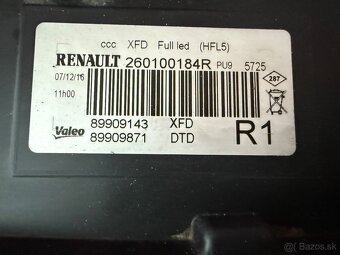 ccc XFD Full led (HFL5)
RENAULT 260100184R PU9 5725
07/12/16
287
11h00
Valeo
89909143 XFD
89909871 DTD
R1
Bazos.sk